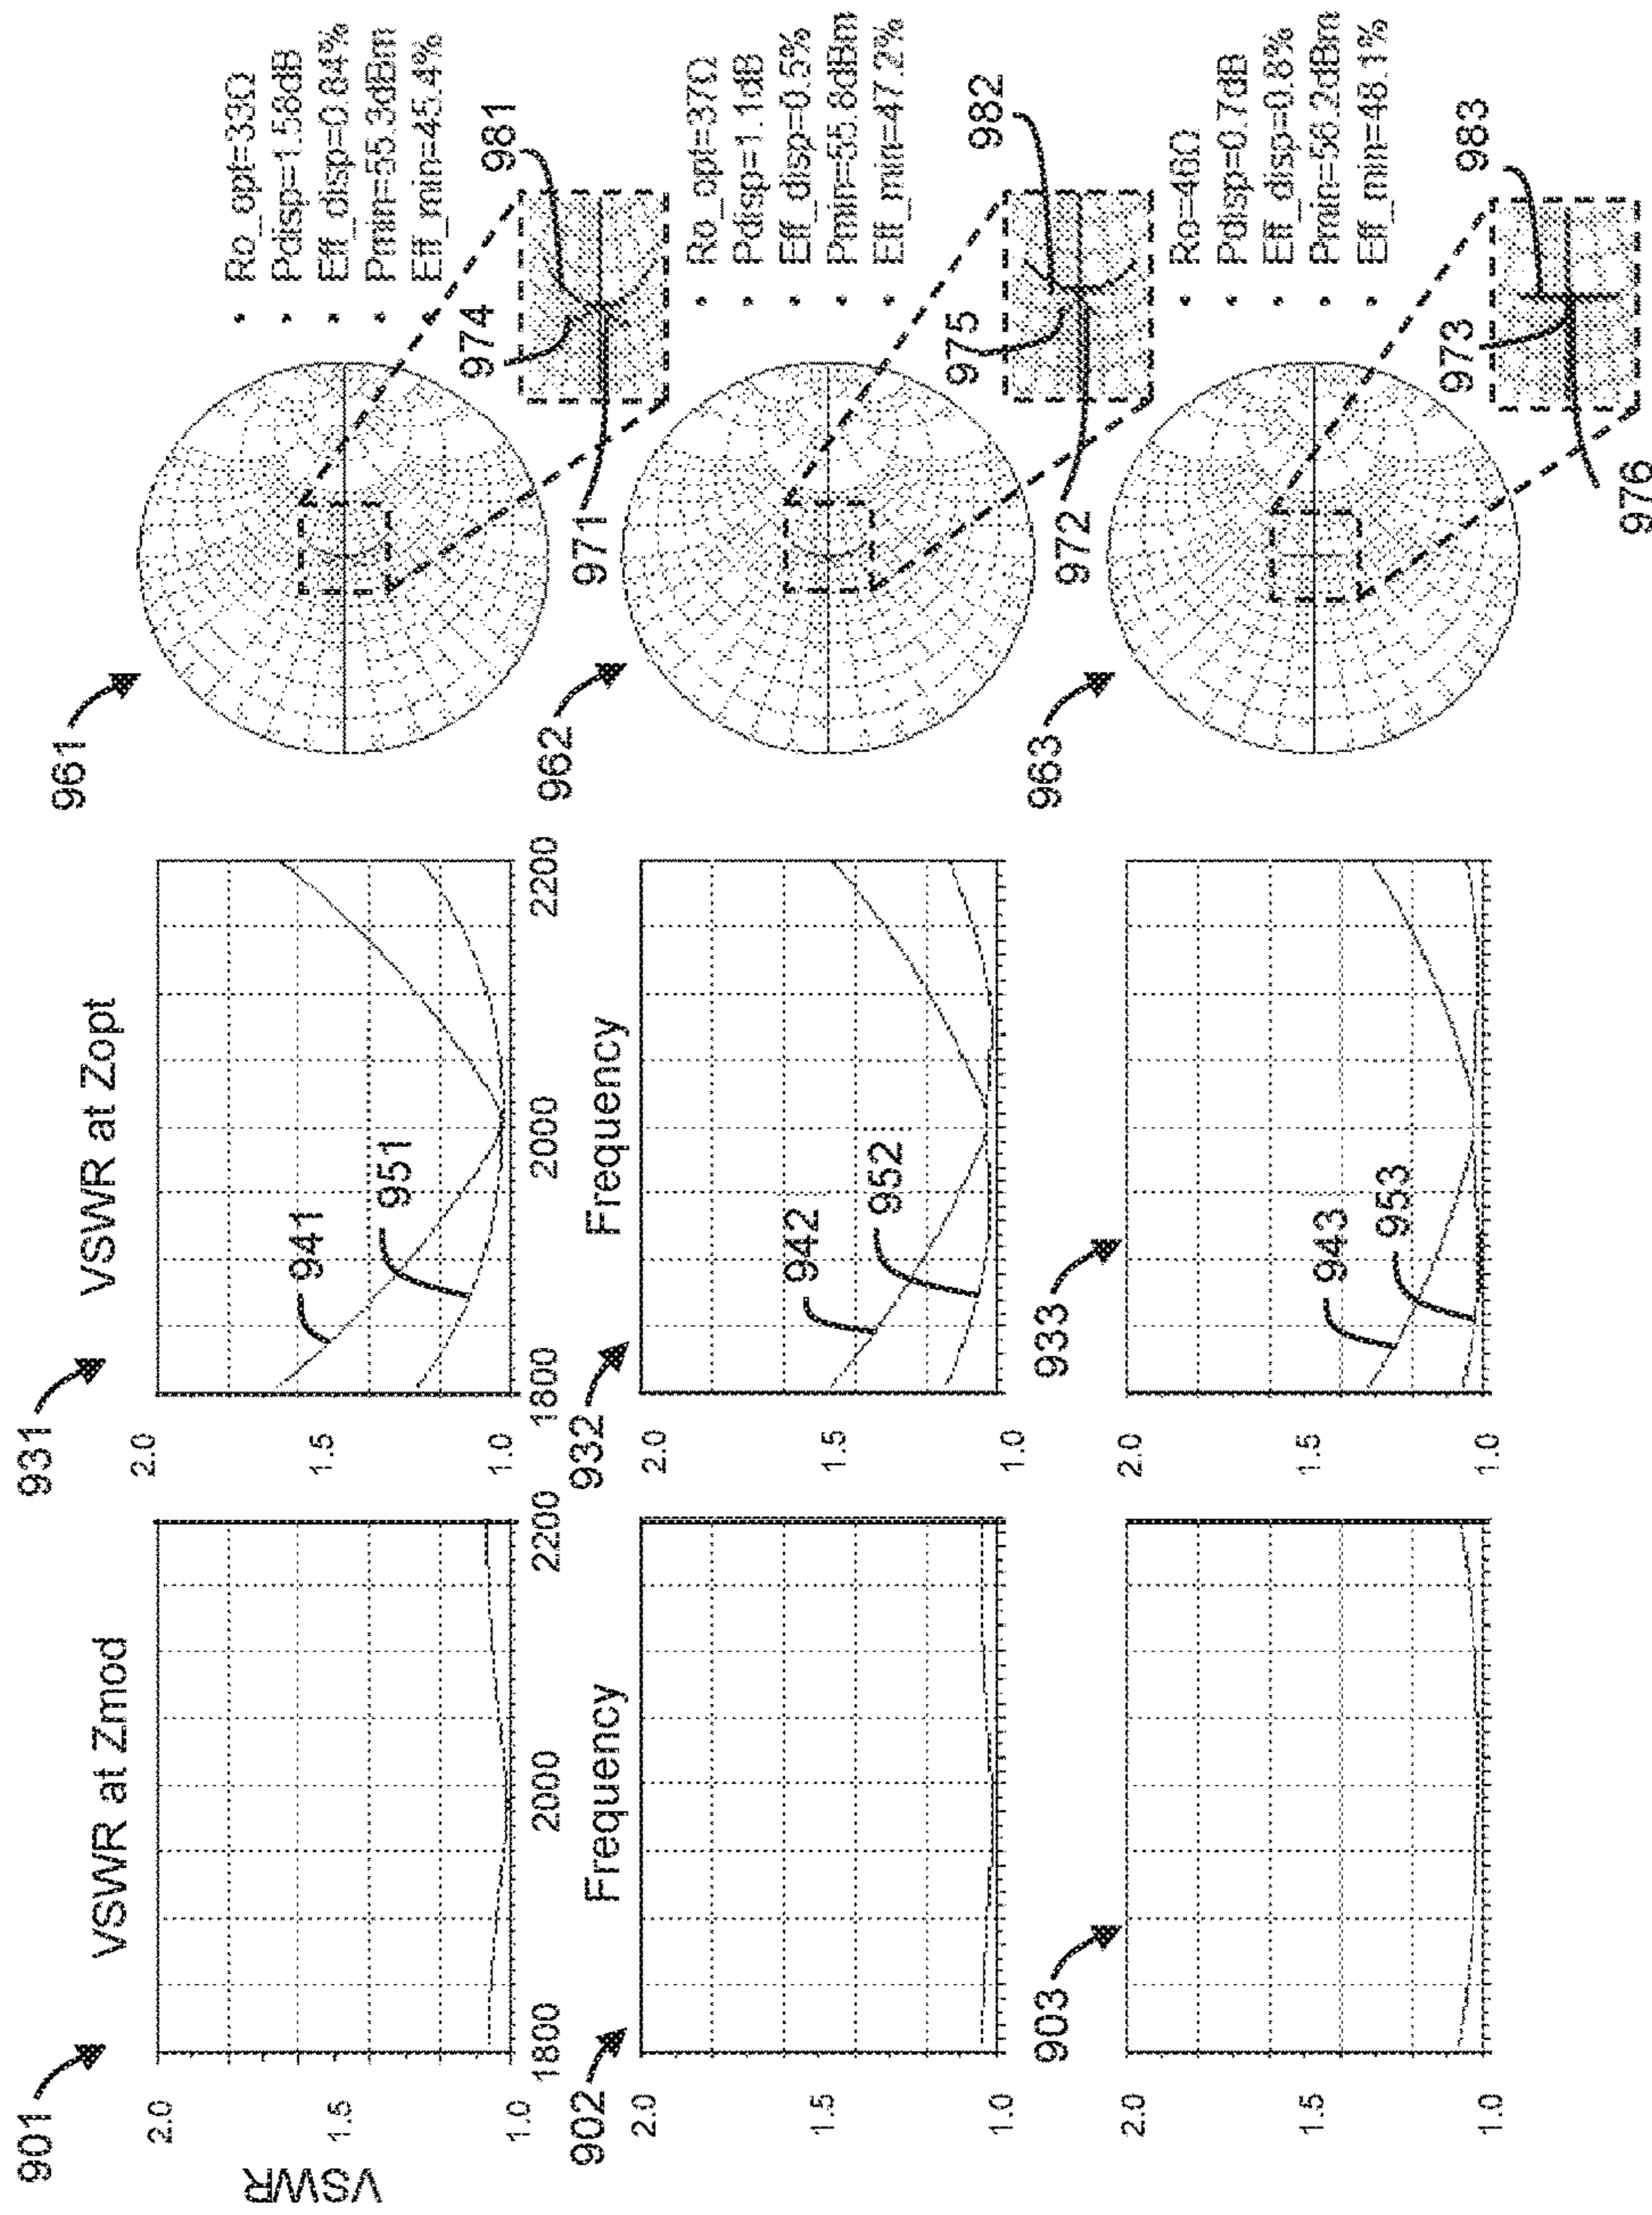 901
VSWR at Zmod
VSWR
2.0
1.5
1.0
1800
2000
2200
931
VSWR at Zopt
941
951
2.0
1.5
1.0
1800
2000
2200
961
Ro_opt=33Ω
Pdisp=1.58dB
Eff_disp=0.84%
Pmin=55.3dBm
Eff_min=45.4%
974
981
971
902
Frequency
2.0
1.5
1.0
932
Frequency
942
952
2.0
1.5
1.0
962
Ro_opt=37Ω
Pdisp=1.1dB
Eff_disp=0.5%
Pmin=55.8dBm
Eff_min=47.2%
975
982
972
903
2.0
1.5
1.0
933
943
953
2.0
1.5
1.0
963
Ro=46Ω
Pdisp=0.7dB
Eff_disp=0.8%
Pmin=56.2dBm
Eff_min=48.1%
973
983
976